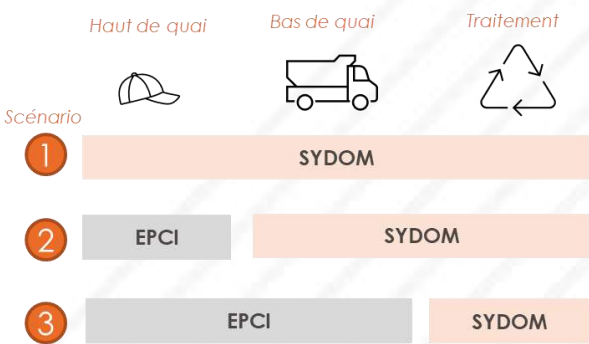 Haut de quai
Bas de quai
Traitement
Scénario
1
SYDOM
2
EPCI
SYDOM
3
EPCI
SYDOM